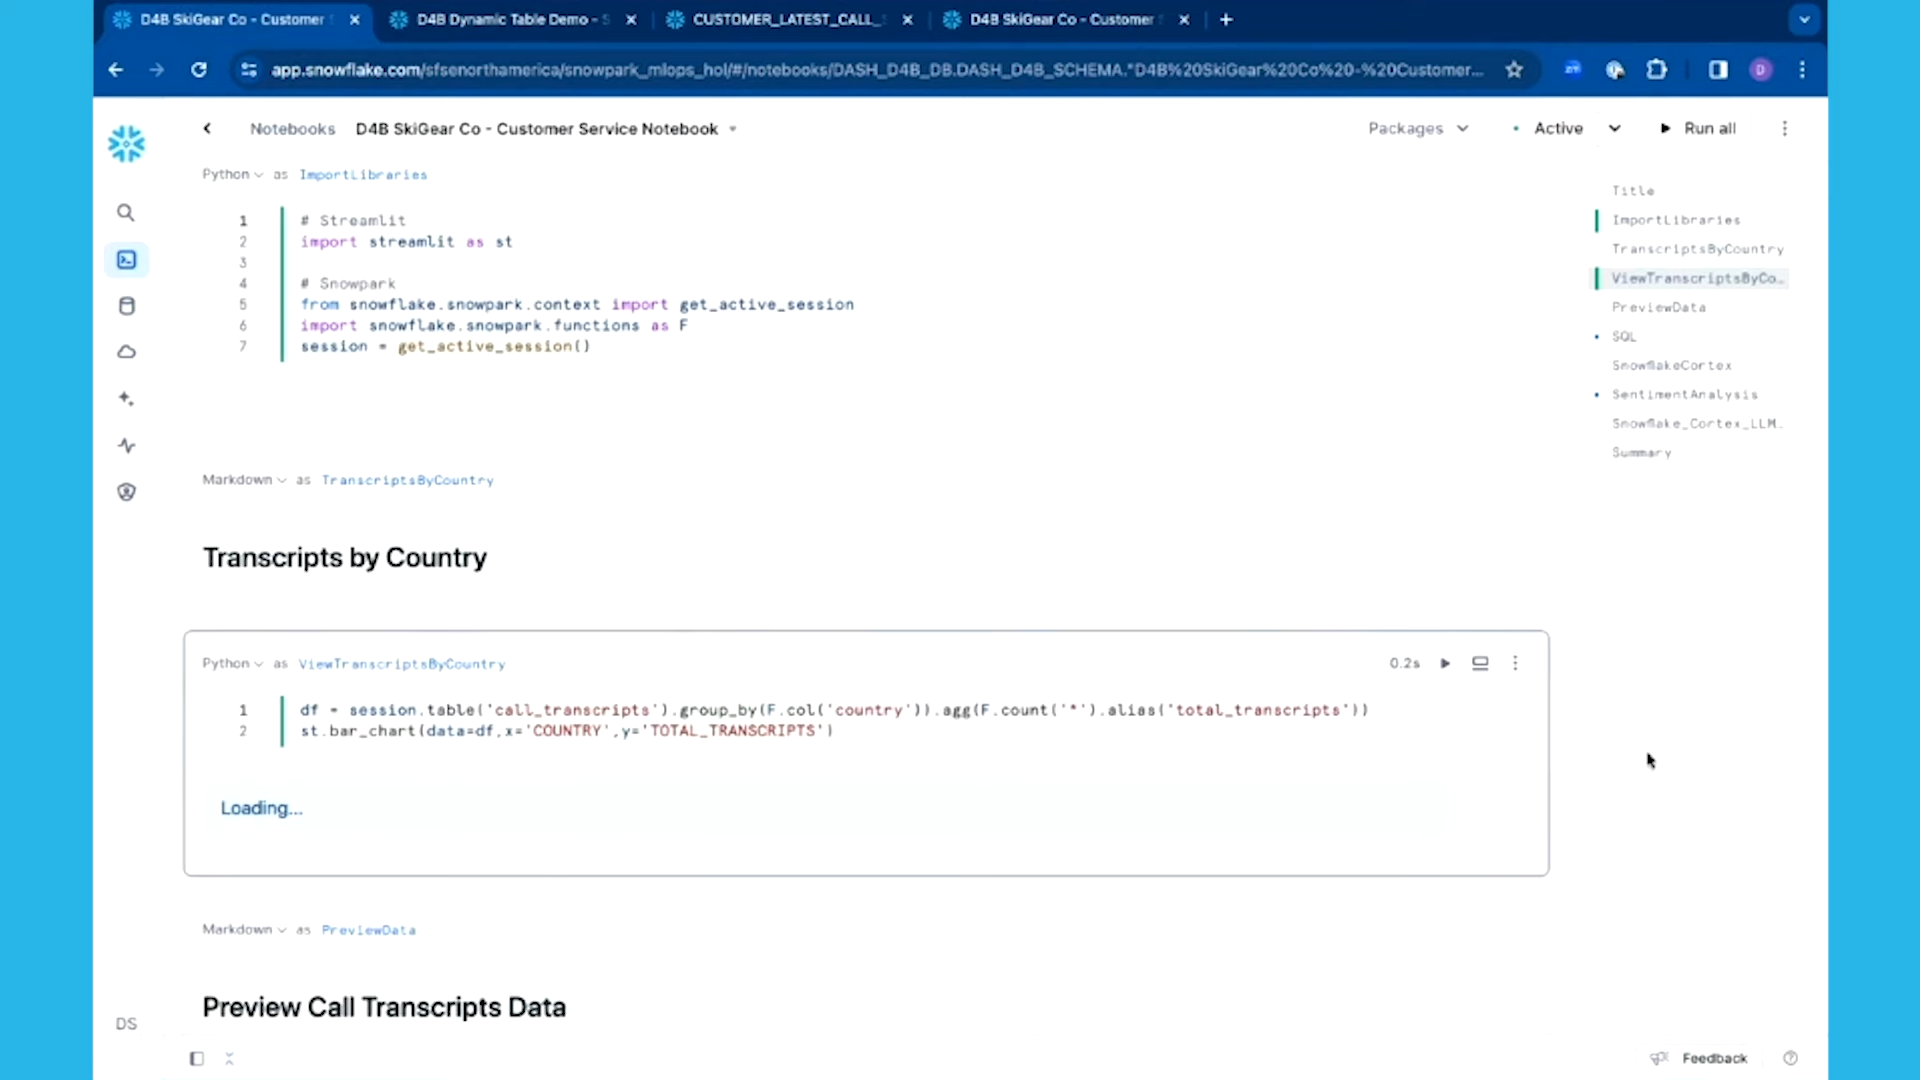 D4B SkiGear Co - Customer
D4B Dynamic Table Demo - S
CUSTOMER_LATEST_CALL_
D4B SkiGear Co - Customer
app.snowflake.com/sfsenorthamerica/snowpark_mlops_hol/#/notebooks/DASH_D4B_DB.DASH_D4B_SCHEMA."D4B%20SkiGear%20Co%20-%20Customer...
D
Notebooks D4B SkiGear Co - Customer Service Notebook
Packages
Active
Run all
Python as ImportLibraries
1 # Streamlit
2 import streamlit as st
3
4 # Snowpark
5 from snowflake.snowpark.context import get_active_session
6 import snowflake.snowpark.functions as F
7 session = get_active_session()
Title
ImportLibraries
TranscriptsByCountry
ViewTranscriptsByCo…
PreviewData
SQL
SnowflakeCortex
SentimentAnalysis
Snowflake_Cortex_LLM…
Summary
Markdown as TranscriptsByCountry
Transcripts by Country
Python as ViewTranscriptsByCountry
0.2s
1 df = session.table('call_transcripts').group_by(F.col('country')).agg(F.count('*').alias('total_transcripts'))
2 st.bar_chart(data=df,x='COUNTRY',y='TOTAL_TRANSCRIPTS')
Loading...
Markdown as PreviewData
Preview Call Transcripts Data
DS
Feedback